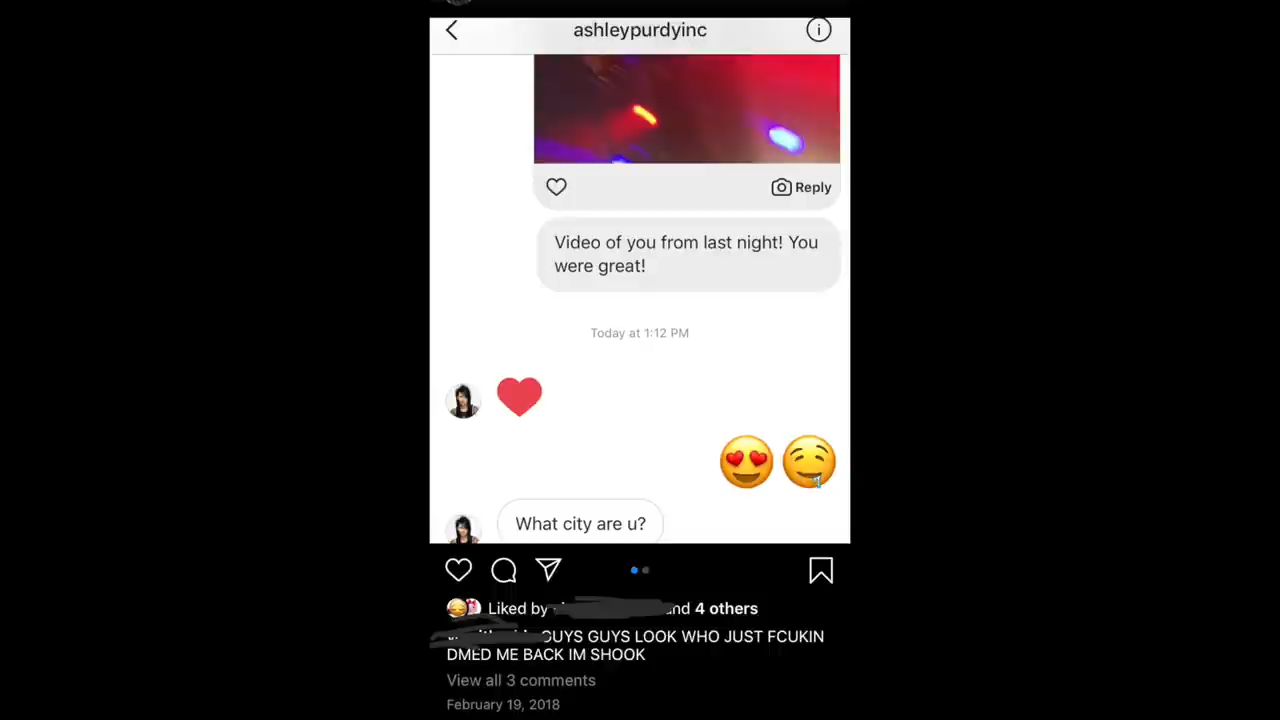 ashleypurdyinc
Reply
Video of you from last night! You
were great!
Today at 1:12 PM
What city are u?
Liked by and 4 others
GUYS GUYS LOOK WHO JUST FCUKIN
DMED ME BACK IM SHOOK
View all 3 comments
February 19, 2018